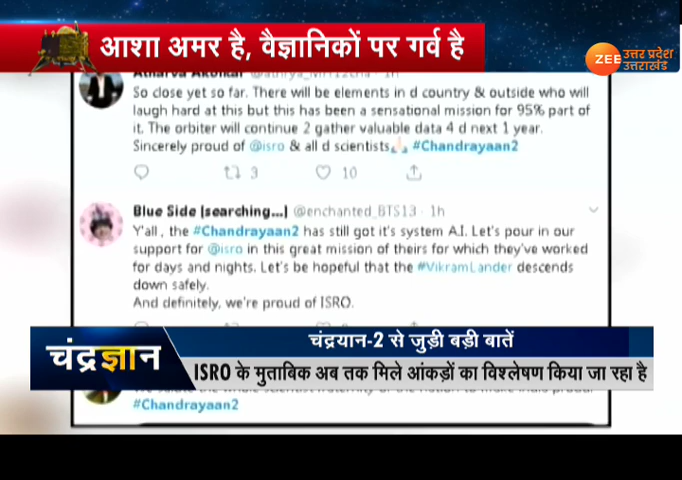 आशा अमर है, वैज्ञानिकों पर गर्व है
ZEE उत्तर प्रदेश
उत्तराखंड
So close yet so far. There will be elements in d country & outside who will
laugh hard at this but this has been a sensational mission for 95% part of
it. The orbiter will continue 2 gather valuable data 4 d next 1 year.
Sincerely proud of @isro & all d scientists🙏🏻 #Chandrayaan2
3 10
Blue Side |searching...| @enchanted_BTS13 · 1h
Y'all , the #Chandrayaan2 has still got it's system A.I. Let's pour in our
support for @isro in this great mission of theirs for which they've worked
for days and nights. Let's be hopeful that the #VikramLander descends
down safely.
And definitely, we're proud of ISRO.
चंद्रयान-2 से जुड़ी बड़ी बातें
चंद्रज्ञान
ISRO के मुताबिक अब तक मिले आंकड़ों का विश्लेषण किया जा रहा है
#Chandrayaan2